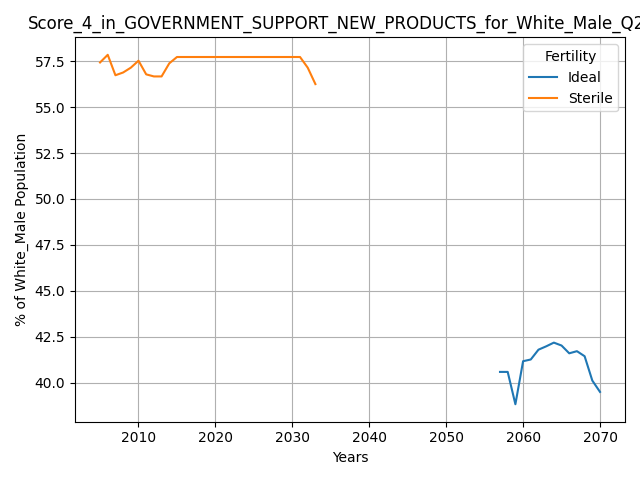 Score_4_in_GOVERNMENT_SUPPORT_NEW_PRODUCTS_for_White_Male_Q2
Fertility
Ideal
Sterile
% of White_Male Population
57.5
55.0
52.5
50.0
47.5
45.0
42.5
40.0
2010 2020 2030 2040 2050 2060 2070
Years